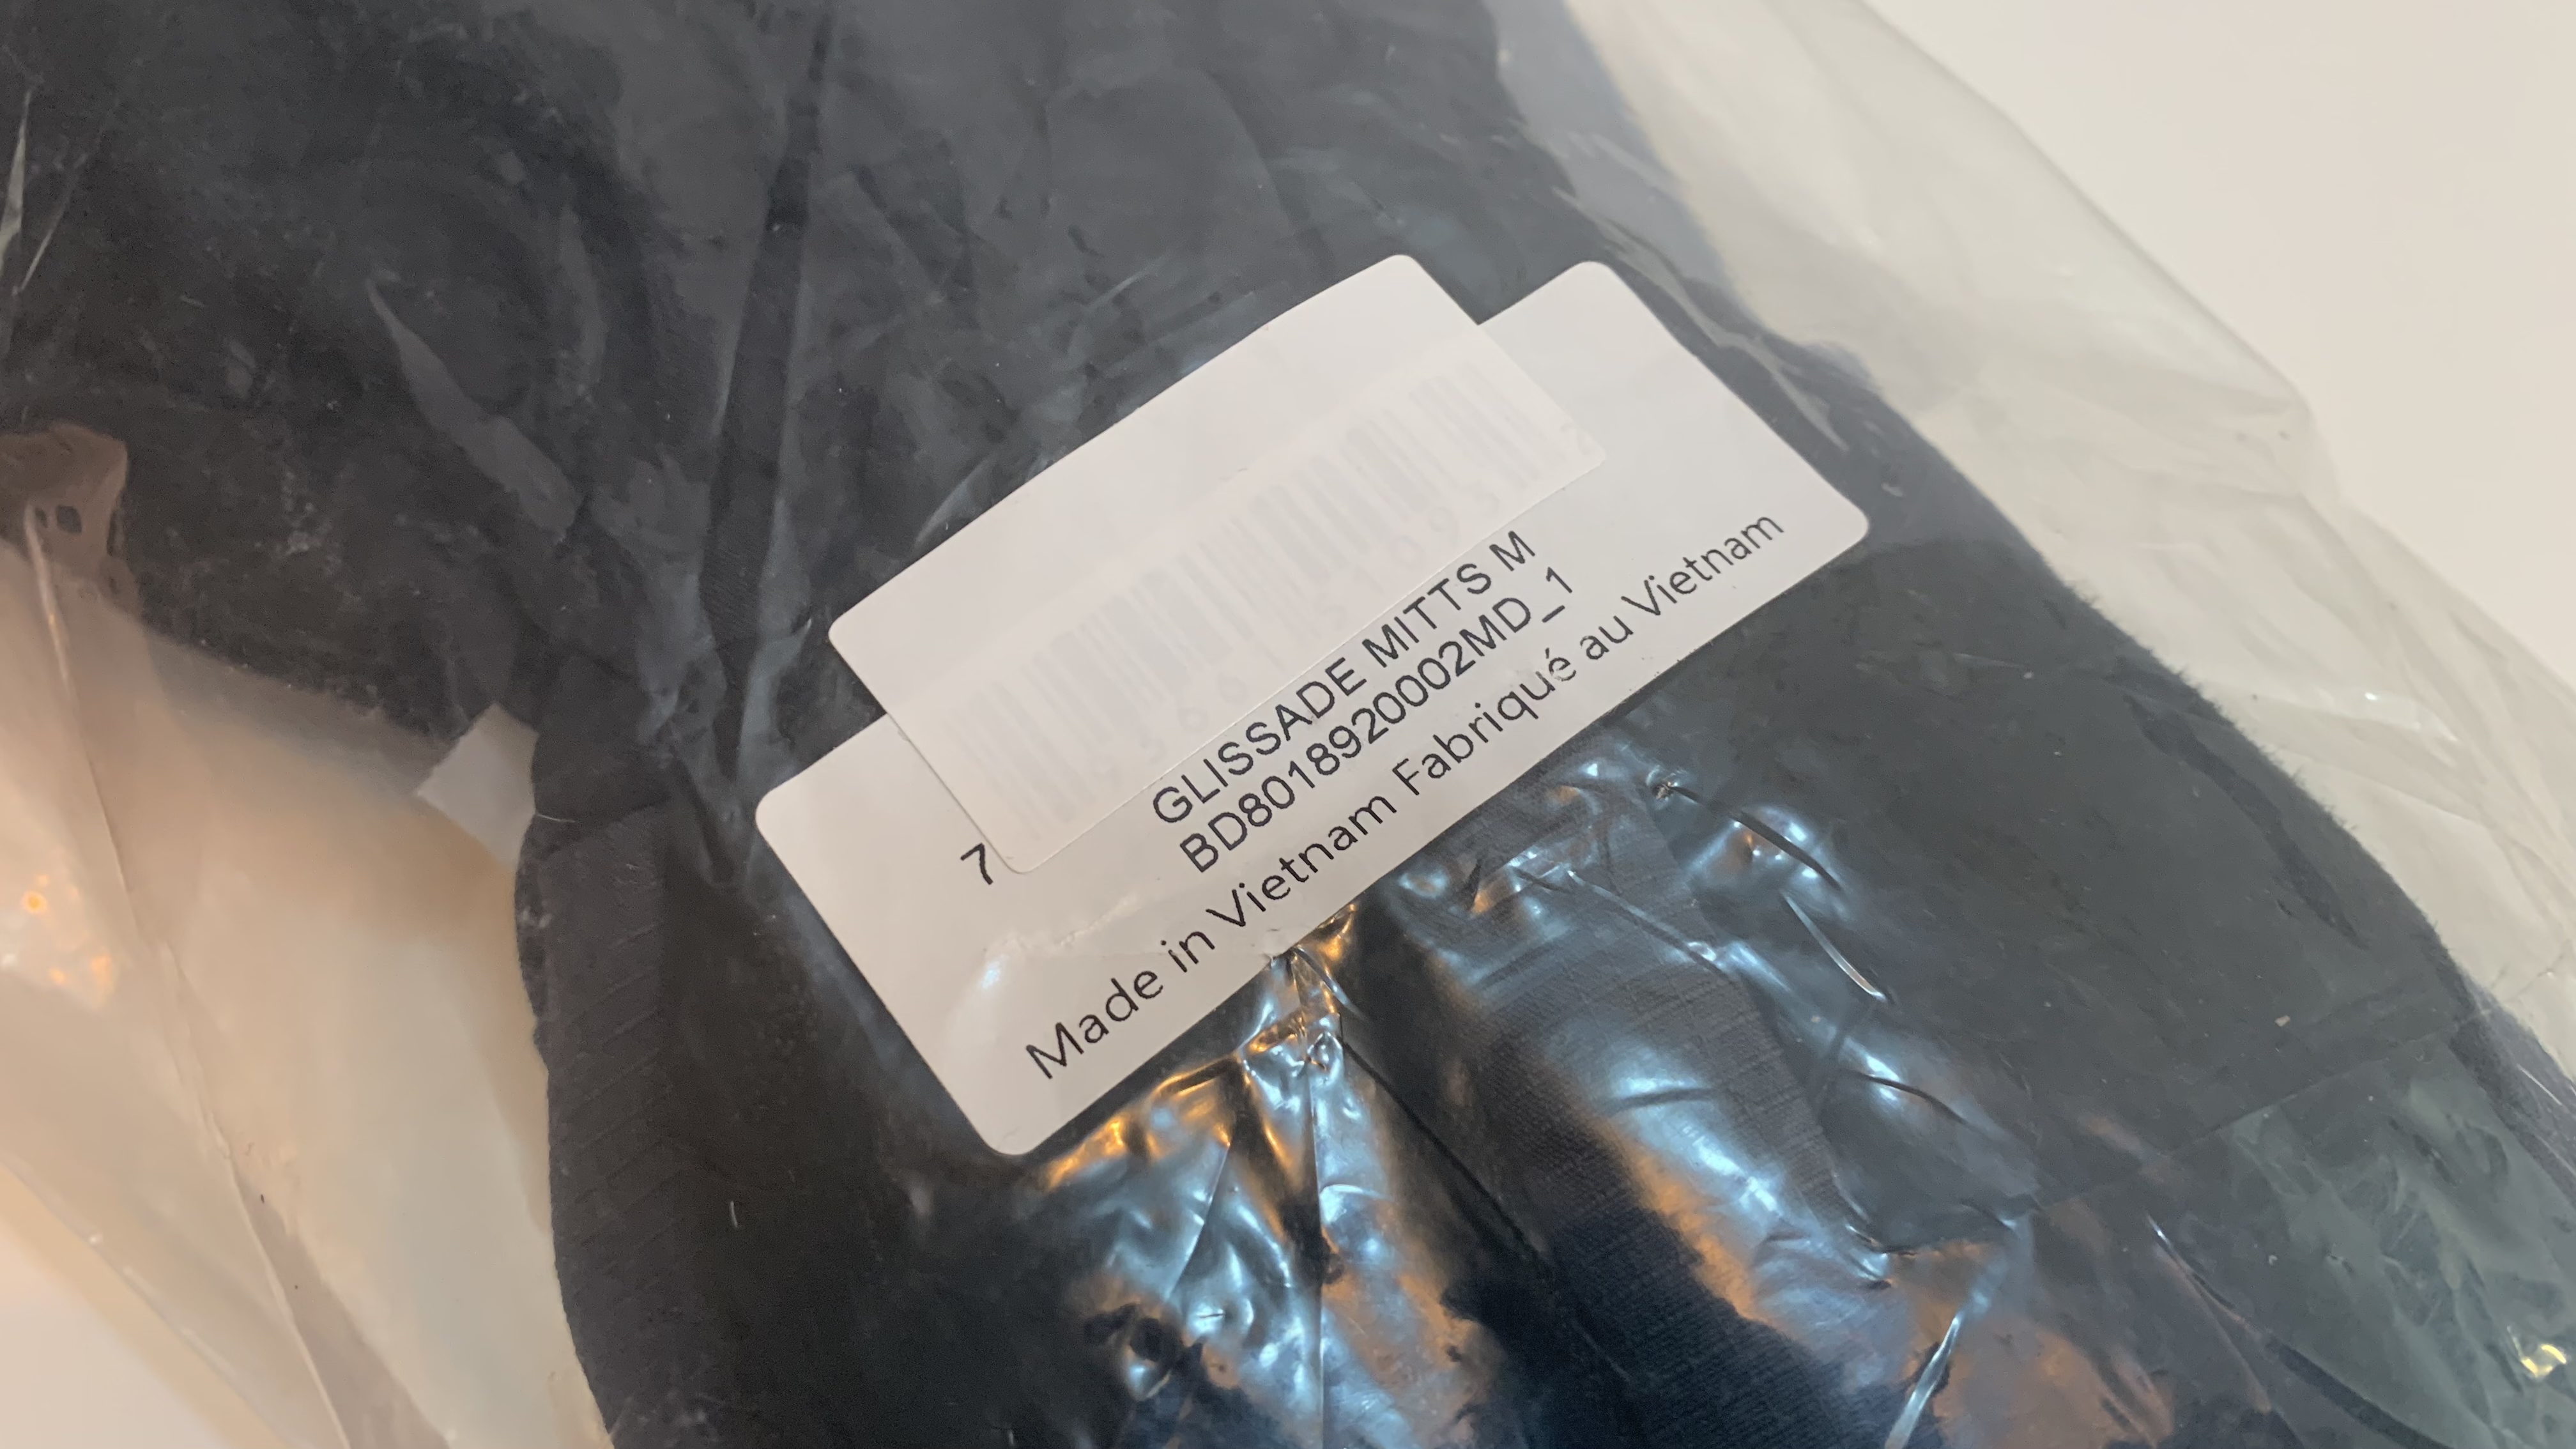 7
GLISSADE MITTS M
BD8018920002MD_1
Made in Vietnam Fabriqué au Vietnam